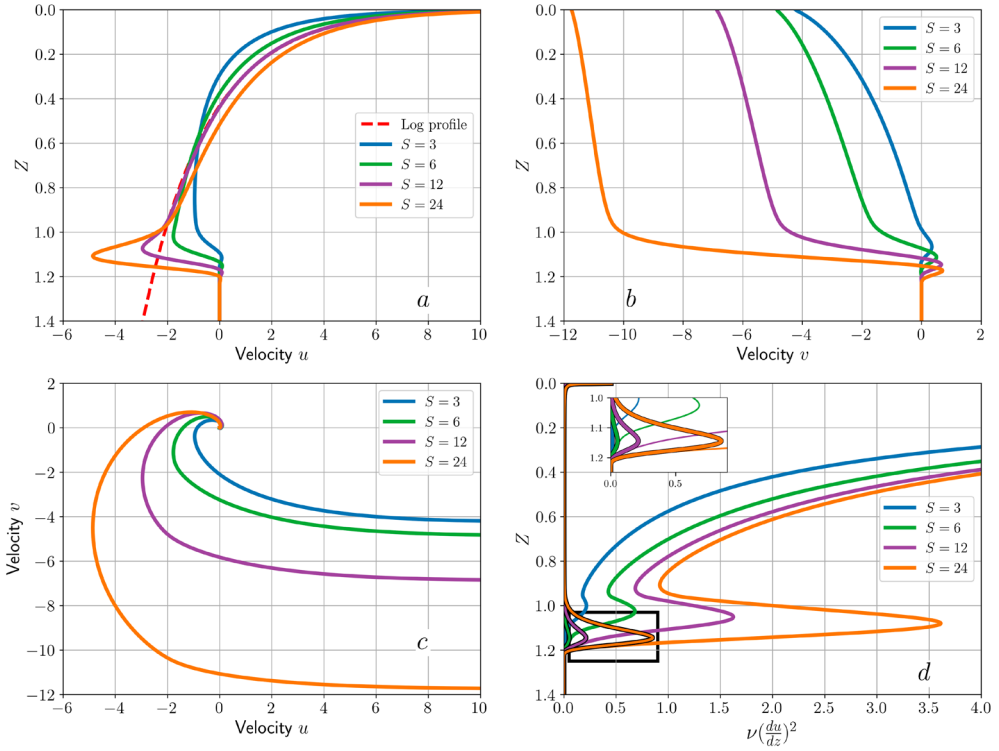 0.0
0.2
0.4
0.6
0.8
1.0
1.2
1.4
Z
−6 −4 −2 0 2 4 6 8 10
Velocity u
Log profile
S = 3
S = 6
S = 12
S = 24
a
0.0
0.2
0.4
0.6
0.8
1.0
1.2
1.4
Z
−12 −10 −8 −6 −4 −2 0 2
Velocity v
S = 3
S = 6
S = 12
S = 24
b
2
0
−2
−4
−6
−8
−10
−12
Velocity v
−6 −4 −2 0 2 4 6 8 10
Velocity u
S = 3
S = 6
S = 12
S = 24
c
0.0
0.2
0.4
0.6
0.8
1.0
1.2
1.4
Z
0.0 0.5 1.0 1.5 2.0 2.5 3.0 3.5 4.0
ν(du/dz)²
1.0
1.1
1.2
0.0 0.5
S = 3
S = 6
S = 12
S = 24
d